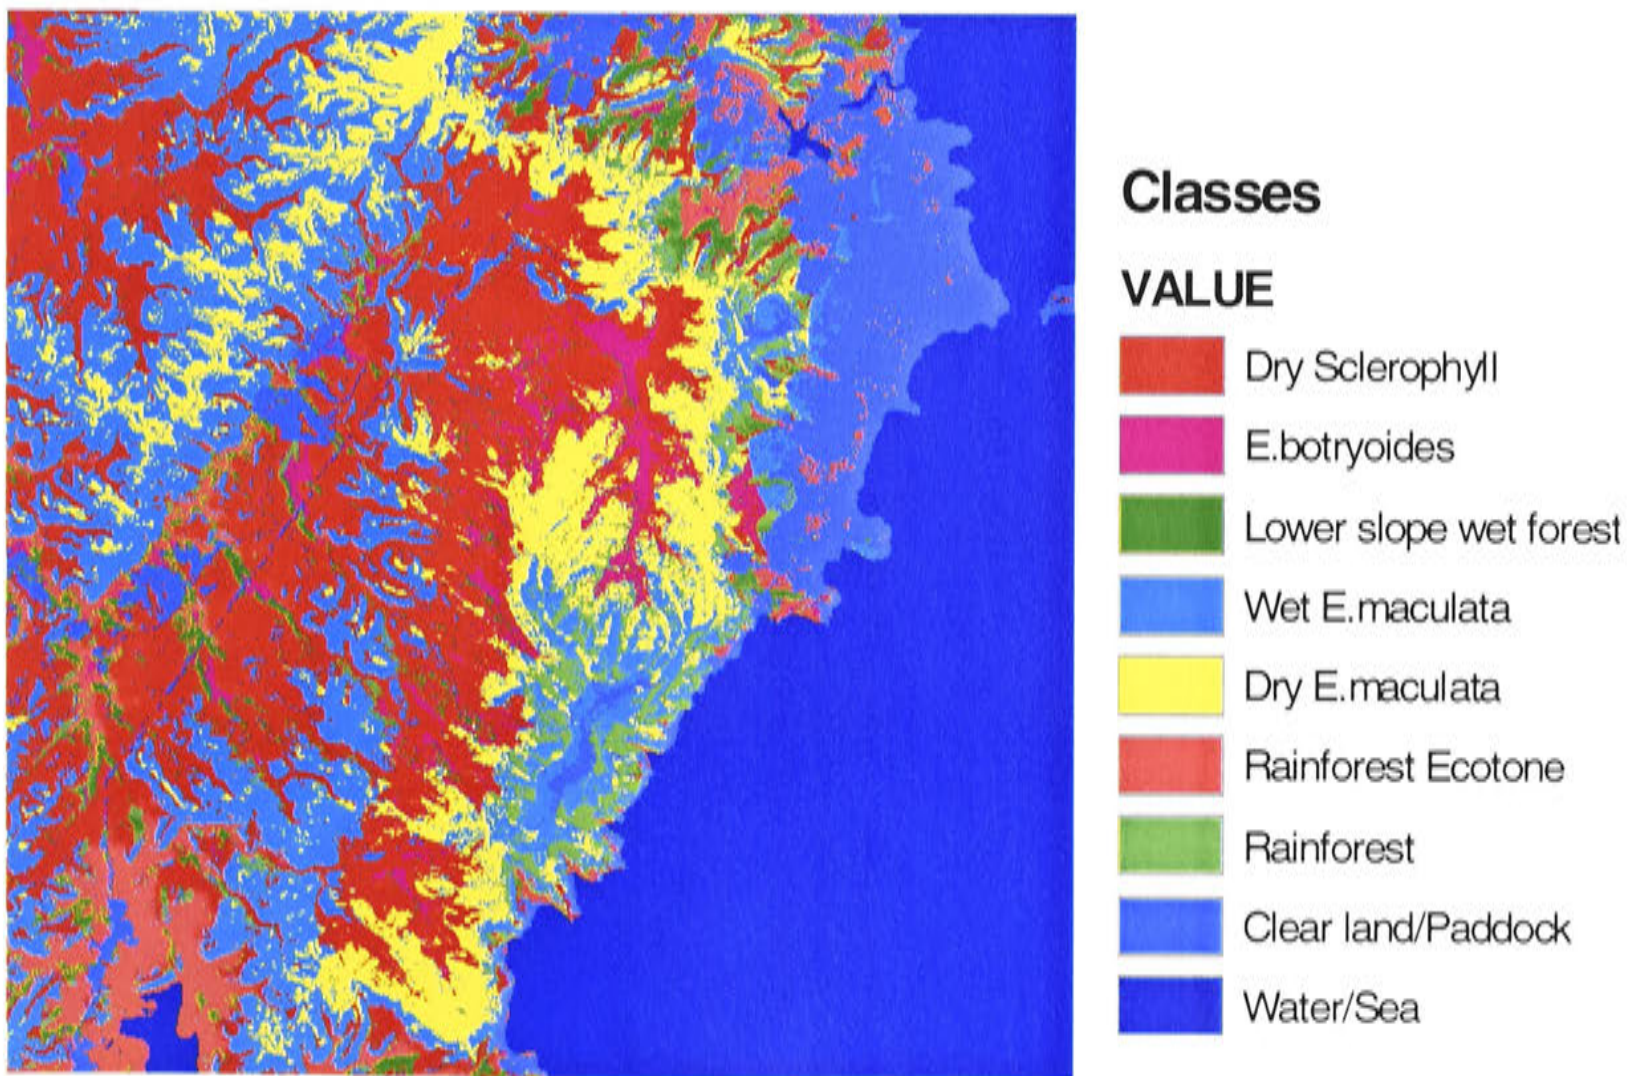 Classes
VALUE
Dry Sclerophyll
E.botryoides
Lower slope wet forest
Wet E.maculata
Dry E.maculata
Rainforest Ecotone
Rainforest
Clear land/Paddock
Water/Sea